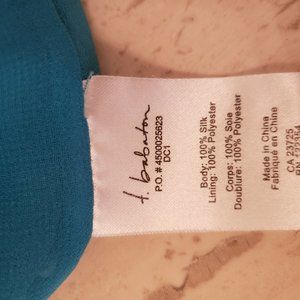 t. babaton
P.O. # 4500025623
DC1
Body: 100% Silk
Lining: 100% Polyester
Corps: 100% Soie
Doublure: 100% Polyester
Made in China
Fabriqué en Chine
CA 23725